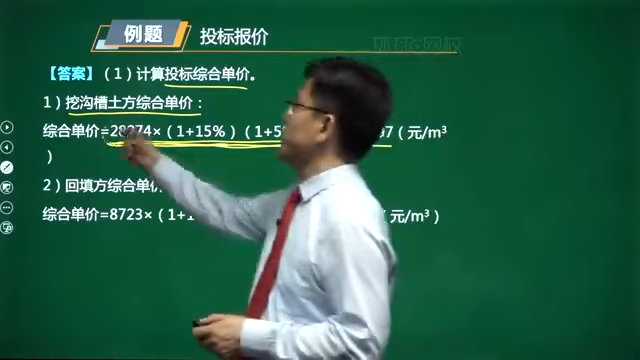 例题
投标报价
【答案】（1）计算投标综合单价。
1）挖沟槽土方综合单价：
综合单价=28274×（1+15%）（1+5 97（元/m³
）
2）回填方综合单
综合单价=8723×（1+1 元/m³）